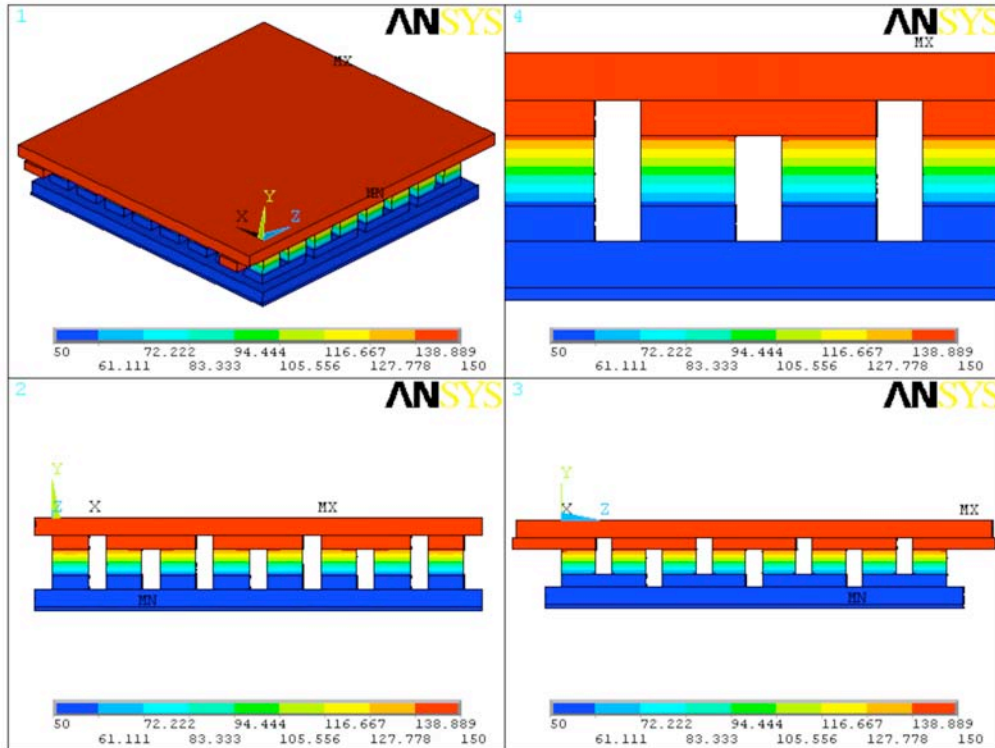 1
ANSYS
MX
MN
Y
X
Z
50 72.222 94.444 116.667 138.889
61.111 83.333 105.556 127.778 150
4
ANSYS
MX
50 72.222 94.444 116.667 138.889
61.111 83.333 105.556 127.778 150
2
ANSYS
Y
Z X MX
MN
50 72.222 94.444 116.667 138.889
61.111 83.333 105.556 127.778 150
3
ANSYS
Y
X Z MX
MN
50 72.222 94.444 116.667 138.889
61.111 83.333 105.556 127.778 150